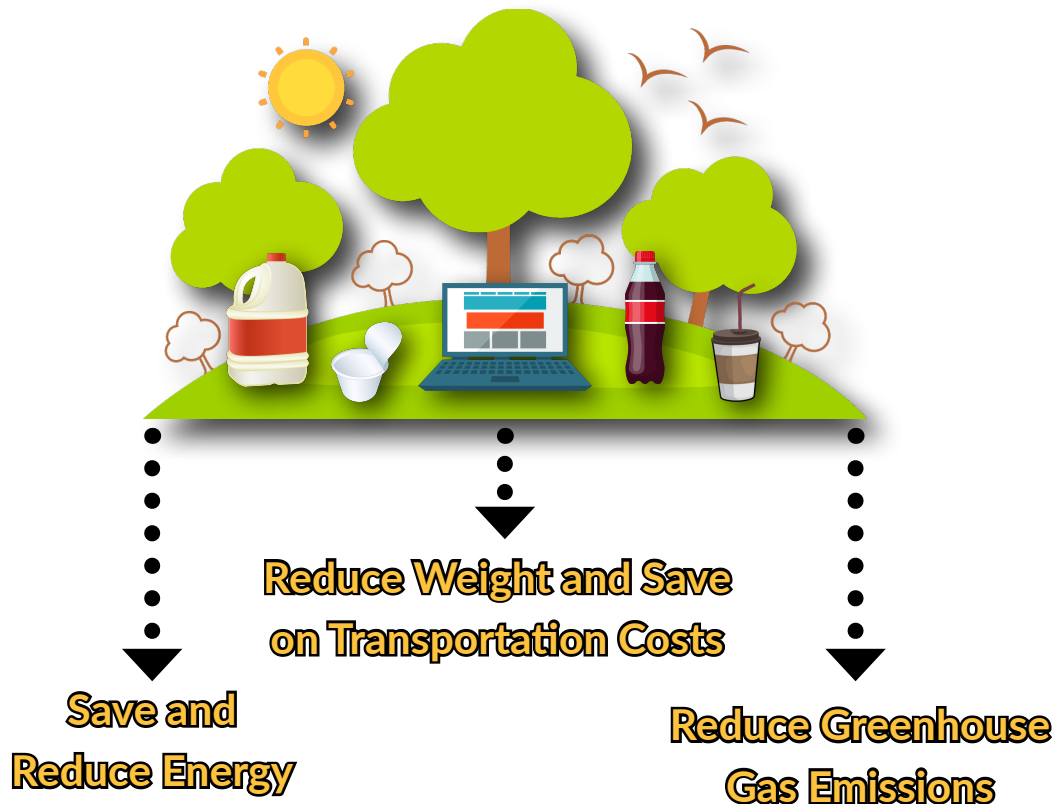 Reduce Weight and Save
on Transportation Costs
Save and
Reduce Energy
Reduce Greenhouse
Gas Emissions